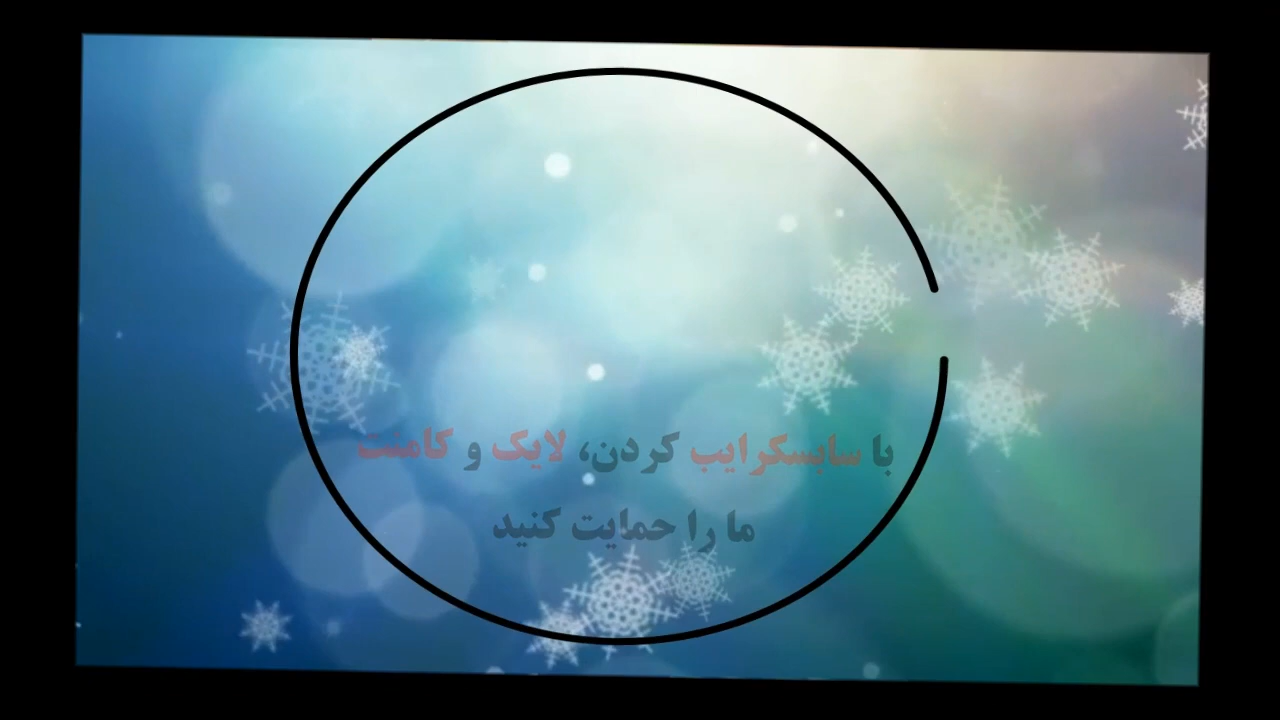 با سابسکرایب کردن، لایک و کامنت
ما را حمایت کنید